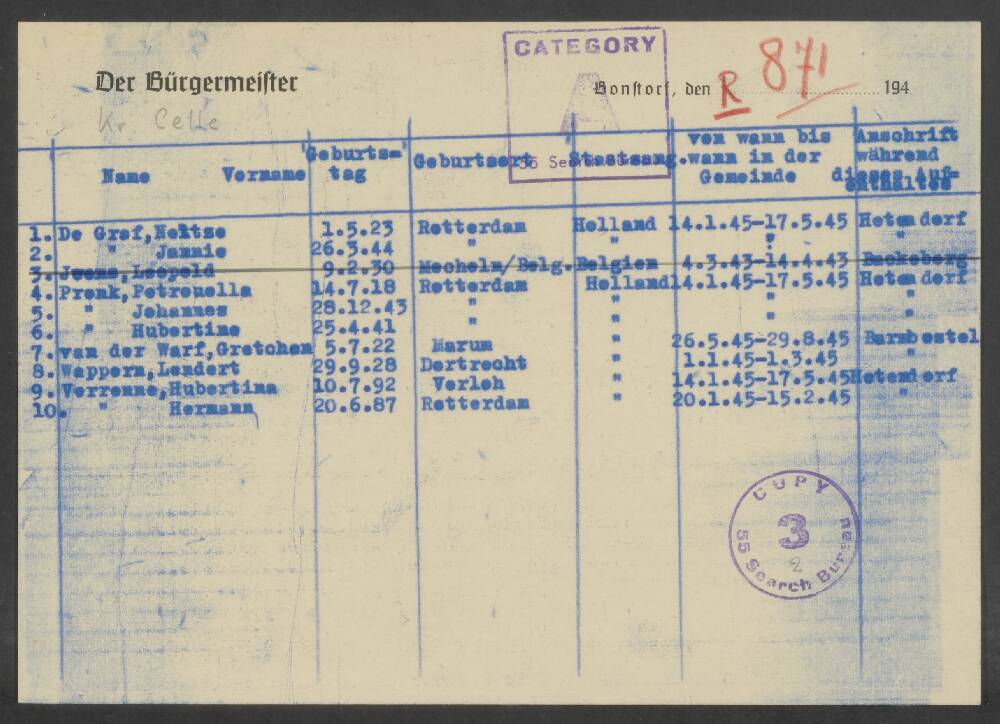 CATEGORY
A
Der Bürgermeister
Bonstorf, den R 871 194
Kr. Celle
55 Se
Name Vorname Geburts-tag Geburtsort Staatsang. von wann bis wann in der Gemeinde Anschrift während dieses Auf-enthaltes
1. De Graf, Neltse 1.5.23 Rotterdam Holland 14.1.45-17.5.45 Hetendorf
2. " Jannie 26.3.44 " " " "
3. Leopold 9.2.30 Mecheln/Belg. Belgien 4.3.43-14.4.43 Beckeberg
4. Pronk, Petronella 14.7.18 Rotterdam Holland 14.1.45-17.5.45 Hetendorf
5. " Johannes 28.12.43 " " " "
6. " Hubertine 25.4.41 " " " "
7. van der Warf, Gretchen 5.7.22 Marum " 26.5.45-29.8.45 Barmbostel
8. Wappern, Lendert 29.9.28 Dortrecht " 1.1.45-1.3.45 "
9. Verrenne, Hubertina 10.7.92 Verloh " 14.1.45-17.5.45 Hetendorf
10. " Hermann 20.6.87 Rotterdam " 20.1.45-15.2.45 "
COPY
3
2
55 Search Bureau